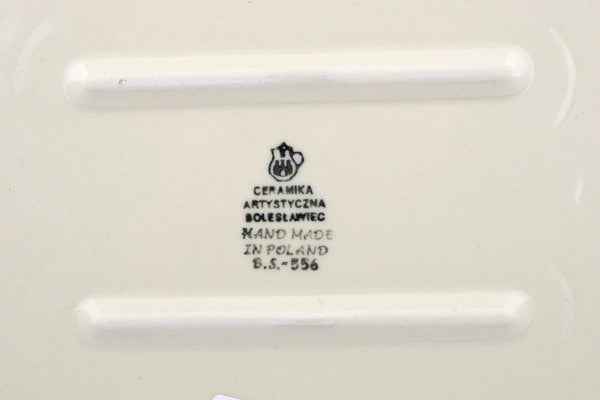 CERAMIKA
ARTYSTYCZNA
BOLESŁAWIEC
HAND MADE
IN POLAND
B.S.-556